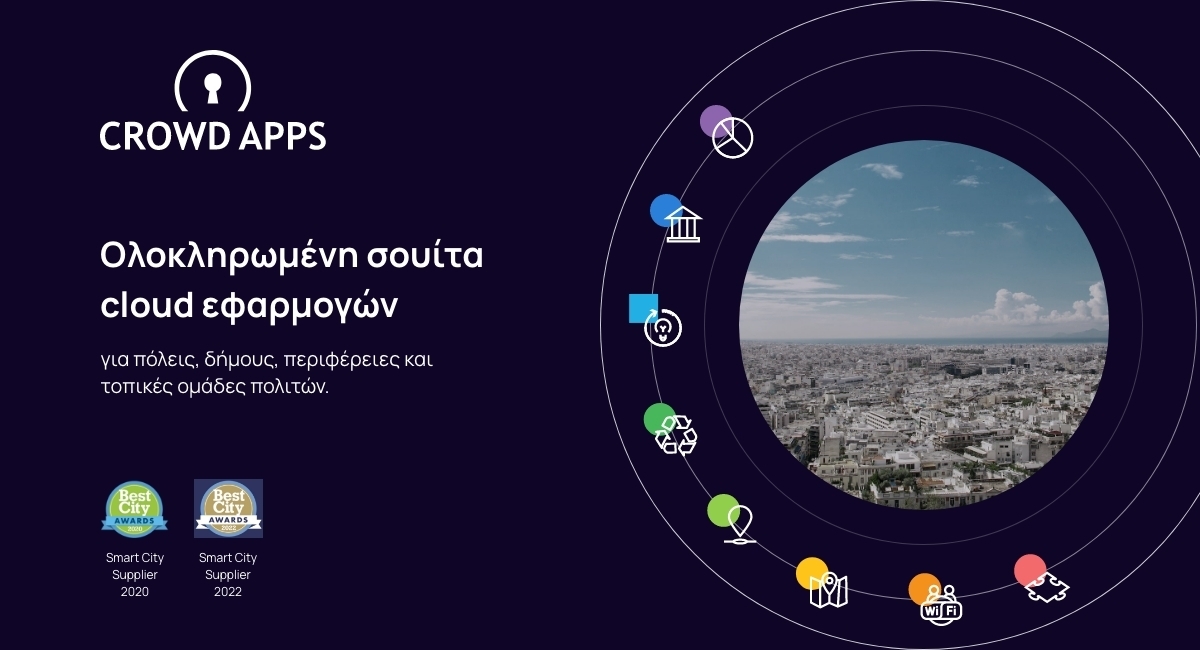 CROWD APPS
Ολοκληρωμένη σουίτα
cloud εφαρμογών
για πόλεις, δήμους, περιφέρειες και
τοπικές ομάδες πολιτών.
Best
City
AWARDS
2020
Smart City
Supplier
2020
Best
City
AWARDS
2022
Smart City
Supplier
2022
Wi Fi